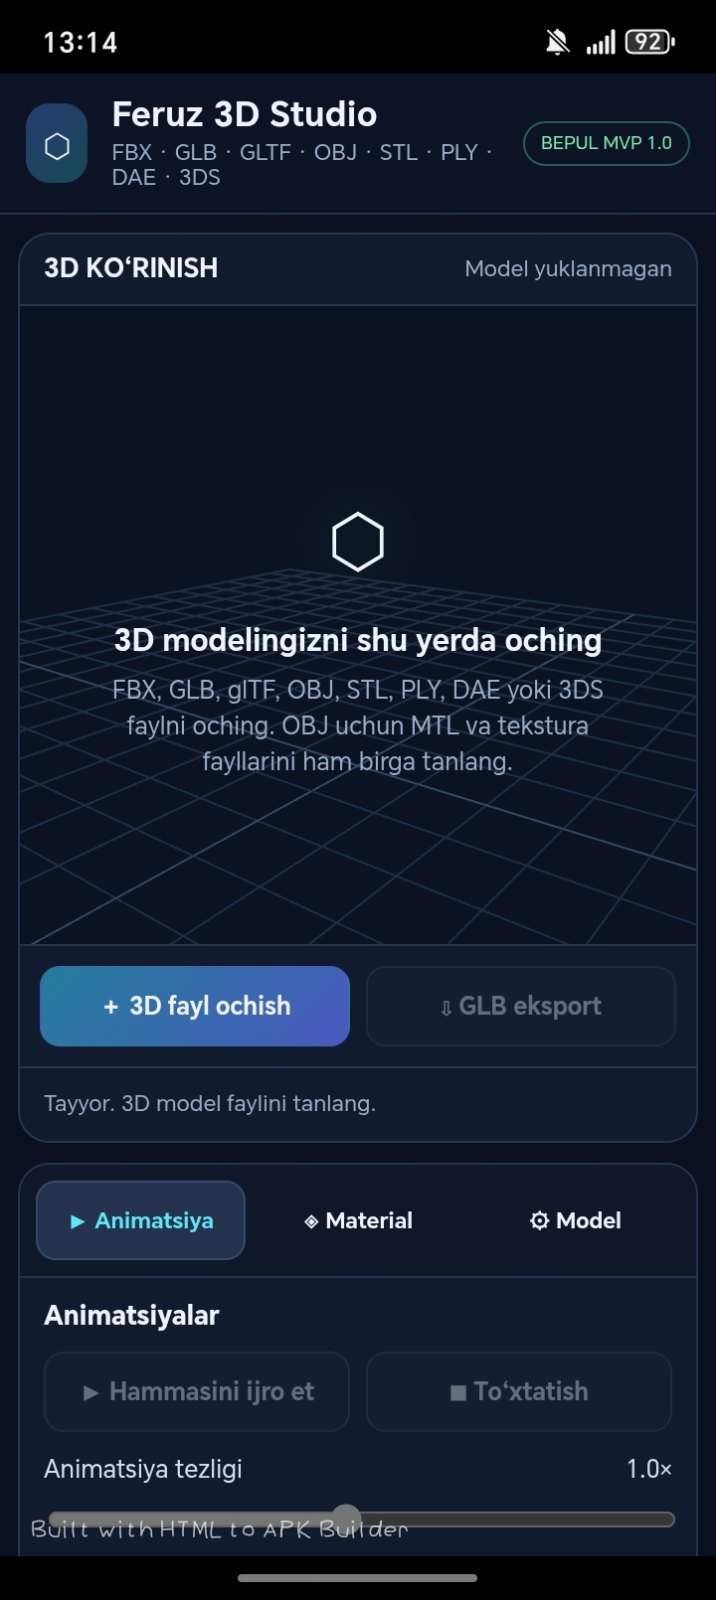 13:14
92
Feruz 3D Studio
FBX · GLB · GLTF · OBJ · STL · PLY ·
DAE · 3DS
BEPUL MVP 1.0
3D KO‘RINISH
Model yuklanmagan
3D modelingizni shu yerda oching
FBX, GLB, glTF, OBJ, STL, PLY, DAE yoki 3DS
faylni oching. OBJ uchun MTL va tekstura
fayllarini ham birga tanlang.
+ 3D fayl ochish
⇩ GLB eksport
Tayyor. 3D model faylini tanlang.
▶ Animatsiya
◈ Material
⚙ Model
Animatsiyalar
▶ Hammasini ijro et
■ To‘xtatish
Animatsiya tezligi
1.0×
Built with HTML to APK Builder